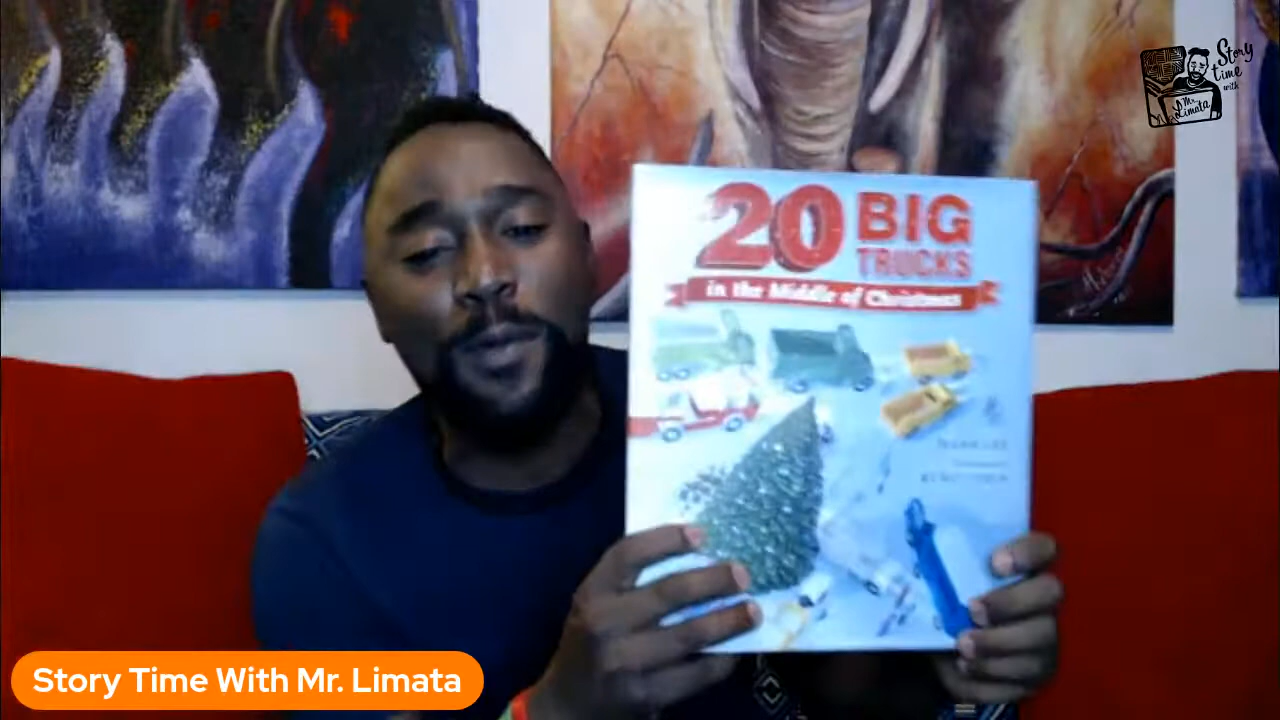 20 BIG
TRUCKS
in the Middle of Christmas
Story
time
with
Mr.
Limata
Story Time With Mr. Limata